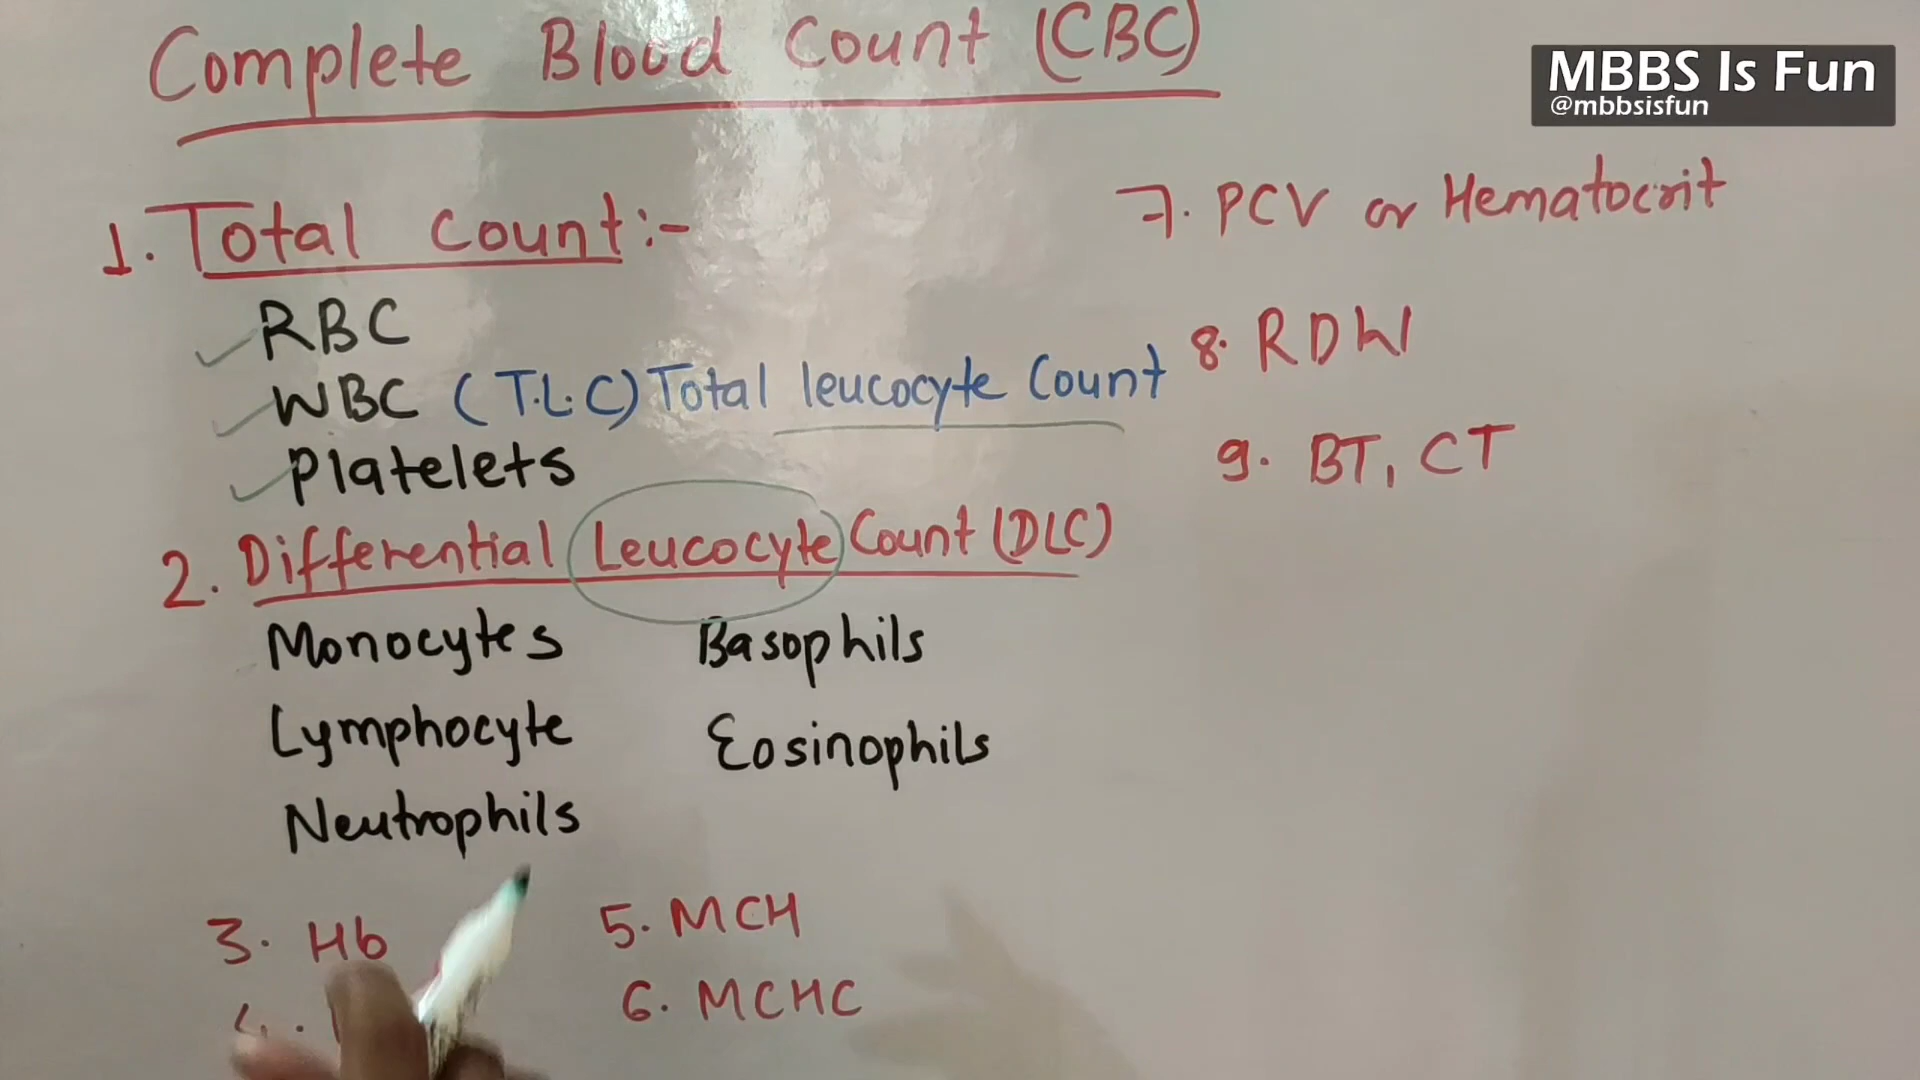 Complete Blood Count (CBC)
MBBS Is Fun
@mbbsisfun
1. Total Count:-
RBC
WBC (T.L.C) Total leucocyte Count
Platelets
2. Differential Leucocyte Count (DLC)
Monocytes Basophils
Lymphocyte Eosinophils
Neutrophils
3. Hb 5. MCH
4. 6. MCHC
7. PCV or Hematocrit
8. RDW
9. BT, CT